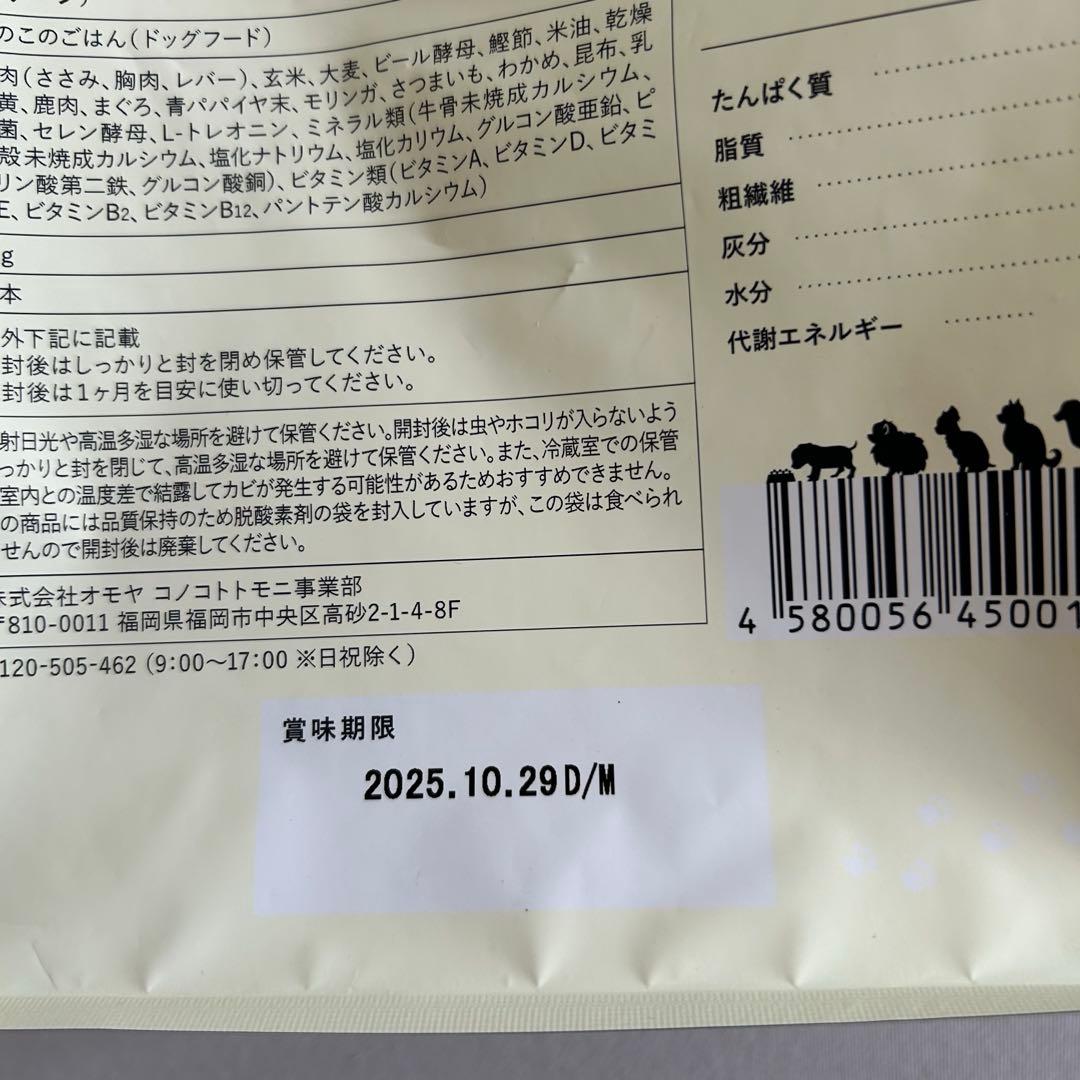 のこのごはん(ドッグフード)
肉(ささみ、胸肉、レバー)、玄米、大麦、ビール酵母、鰹節、米油、乾燥
黄、鹿肉、まぐろ、青パパイヤ末、モリンガ、さつまいも、わかめ、昆布、乳
菌、セレン酵母、L-トレオニン、ミネラル類(牛骨未焼成カルシウム、
殻未焼成カルシウム、塩化ナトリウム、塩化カリウム、グルコン酸亜鉛、ピ
リン酸第二鉄、グルコン酸銅)、ビタミン類(ビタミンA、ビタミンD、ビタミ
E、ビタミンB2、ビタミンB12、パントテン酸カルシウム)
g
本
外下記に記載
封後はしっかりと封を閉め保管してください。
封後は1ヶ月を目安に使い切ってください。
射日光や高温多湿な場所を避けて保管ください。開封後は虫やホコリが入らないよう
っかりと封を閉じて、高温多湿な場所を避けて保管ください。また、冷蔵室での保管
室内との温度差で結露してカビが発生する可能性があるためおすすめできません。
の商品には品質保持のため脱酸素剤の袋を封入していますが、この袋は食べられ
せんので開封後は廃棄してください。
株式会社オモヤ コノコトトモニ事業部
〒810-0011 福岡県福岡市中央区高砂2-1-4-8F
120-505-462 (9:00〜17:00 ※日祝除く)
たんぱく質
脂質
粗繊維
灰分
水分
代謝エネルギー
4 580056 45001
賞味期限
2025.10.29D/M